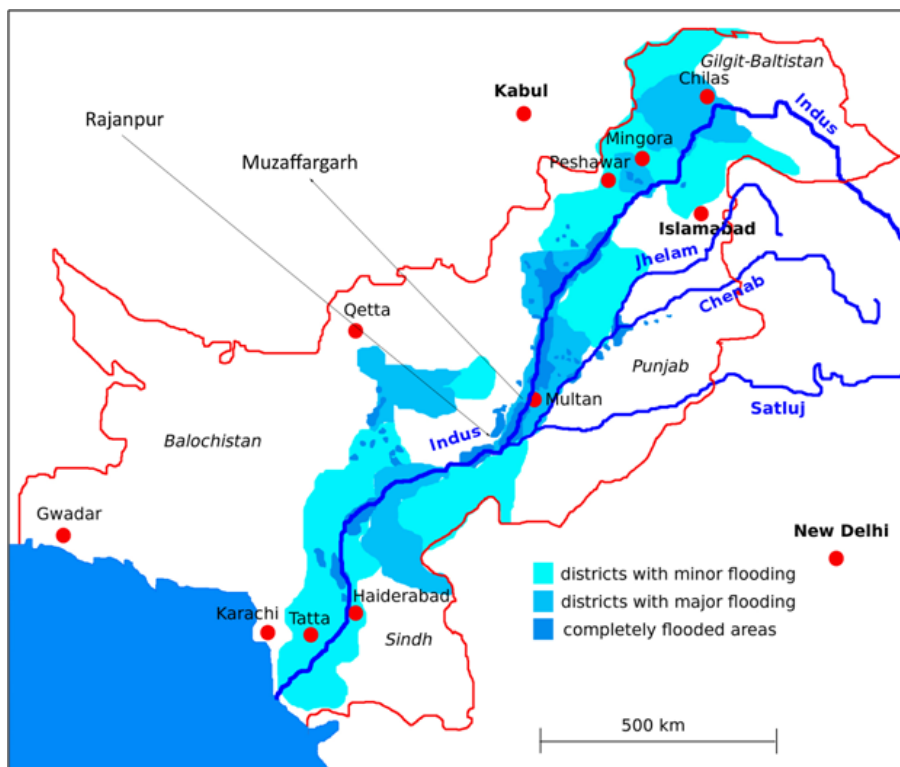 Gilgit-Baltistan
Chilas
Kabul
Indus
Rajanpur
Mingora
Muzaffargarh
Peshawar
Islamabad
Jhelam
Chenab
Qetta
Punjab
Multan
Satluj
Indus
Balochistan
Gwadar
New Delhi
districts with minor flooding
districts with major flooding
completely flooded areas
Haiderabad
Karachi
Tatta
Sindh
500 km